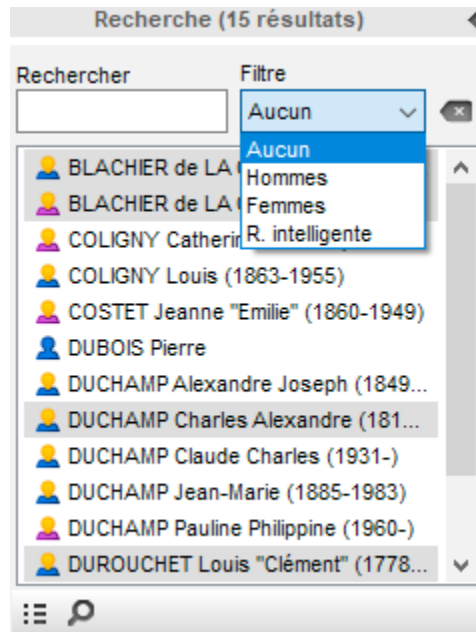 Recherche (15 résultats)
Rechercher
Filtre
Aucun
Aucun
Hommes
Femmes
R. intelligente
BLACHIER de LA
BLACHIER de LA
COLIGNY
COLIGNY Louis (1863-1955)
COSTET Jeanne "Emilie" (1860-1949)
DUBOIS Pierre
DUCHAMP Alexandre Joseph (1849...
DUCHAMP Charles Alexandre (181...
DUCHAMP Claude Charles (1931-)
DUCHAMP Jean-Marie (1885-1983)
DUCHAMP Pauline Philippine (1960-)
DUROUCHET Louis "Clément" (1778...